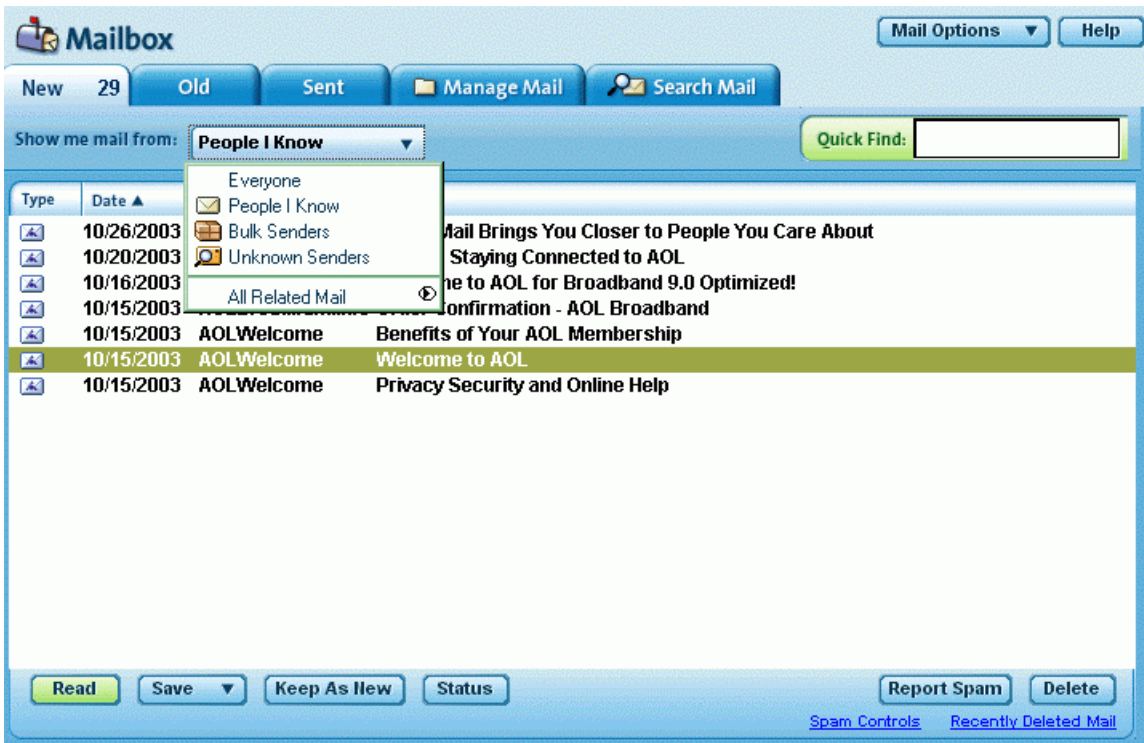 Mailbox
Mail Options ▼ Help
New 29 Old Sent Manage Mail Search Mail
Show me mail from: People I Know ▼ Quick Find:
Everyone
People I Know
Bulk Senders
Unknown Senders
All Related Mail
Type Date ▲
10/26/2003 Mail Brings You Closer to People You Care About
10/20/2003 Staying Connected to AOL
10/16/2003 to AOL for Broadband 9.0 Optimized!
10/15/2003 Confirmation - AOL Broadband
10/15/2003 AOLWelcome Benefits of Your AOL Membership
10/15/2003 AOLWelcome Welcome to AOL
10/15/2003 AOLWelcome Privacy Security and Online Help
Read Save ▼ Keep As New Status Report Spam Delete
Spam Controls Recently Deleted Mail